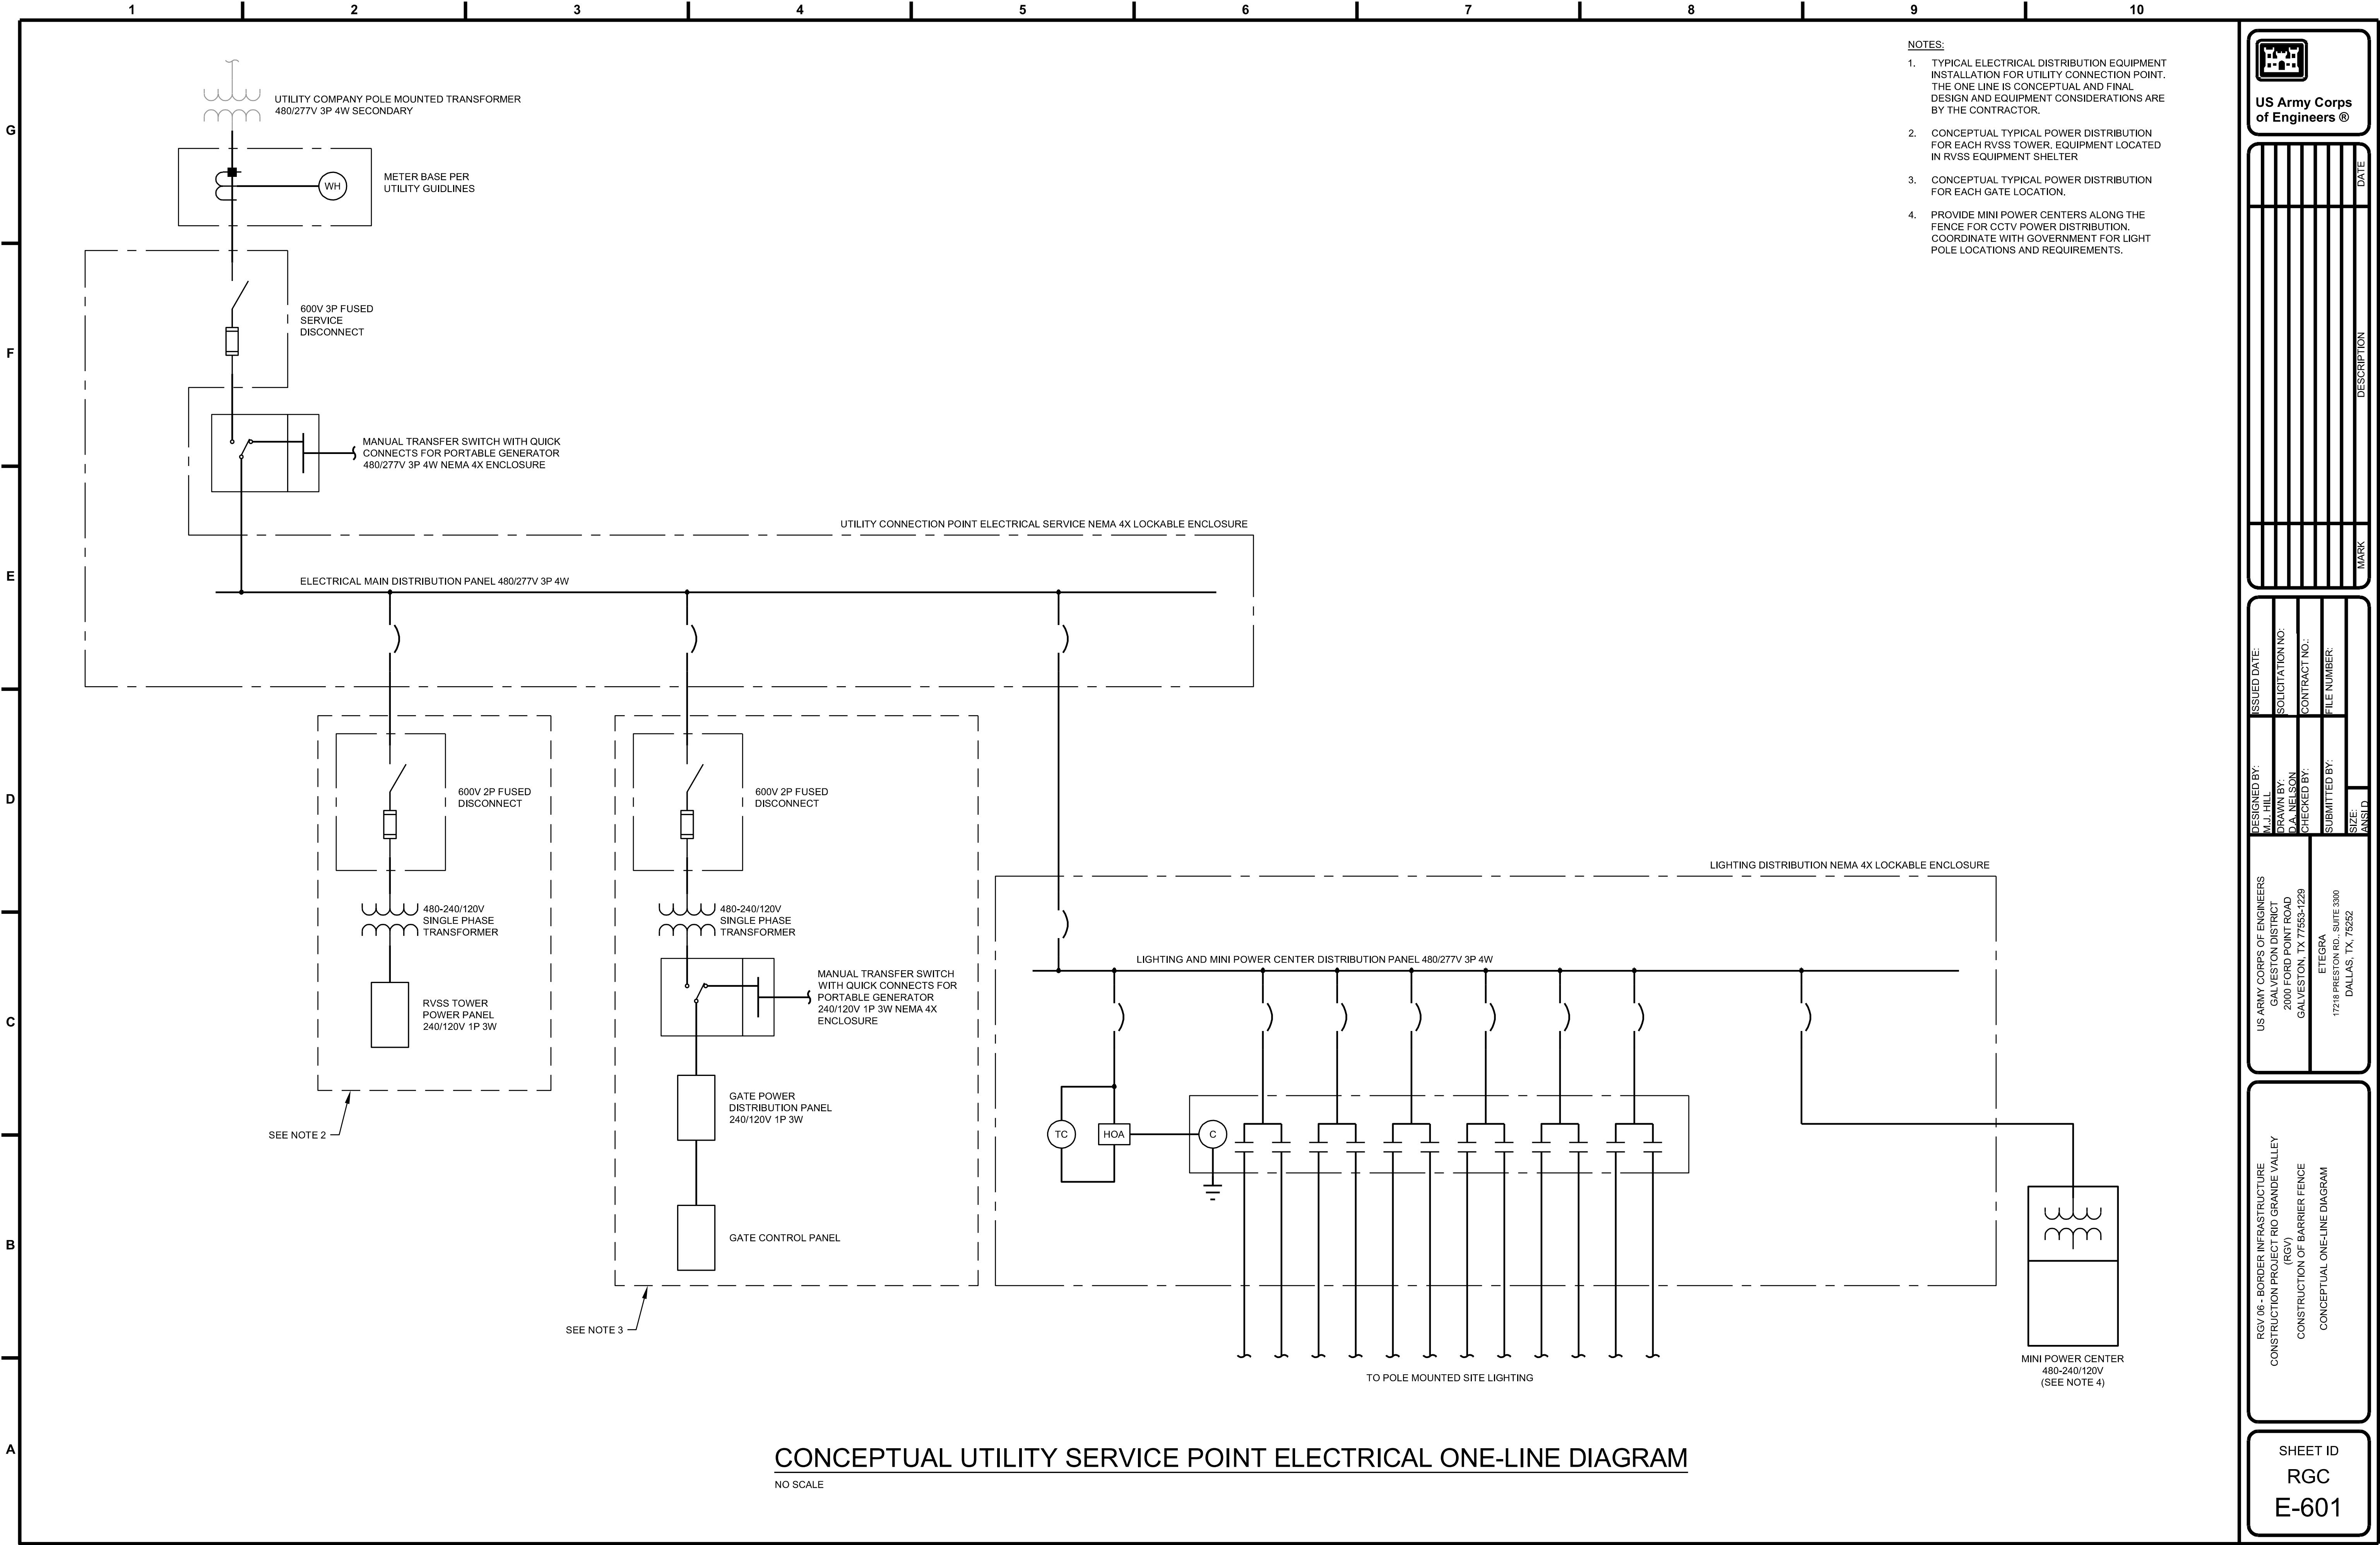 1 2 3 4 5 6 7 8 9 10
G
F
E
D
C
B
A
UTILITY COMPANY POLE MOUNTED TRANSFORMER
480/277V 3P 4W SECONDARY
WH
METER BASE PER
UTILITY GUIDLINES
600V 3P FUSED
SERVICE
DISCONNECT
MANUAL TRANSFER SWITCH WITH QUICK
CONNECTS FOR PORTABLE GENERATOR
480/277V 3P 4W NEMA 4X ENCLOSURE
UTILITY CONNECTION POINT ELECTRICAL SERVICE NEMA 4X LOCKABLE ENCLOSURE
ELECTRICAL MAIN DISTRIBUTION PANEL 480/277V 3P 4W
600V 2P FUSED
DISCONNECT
480-240/120V
SINGLE PHASE
TRANSFORMER
RVSS TOWER
POWER PANEL
240/120V 1P 3W
SEE NOTE 2
600V 2P FUSED
DISCONNECT
480-240/120V
SINGLE PHASE
TRANSFORMER
MANUAL TRANSFER SWITCH
WITH QUICK CONNECTS FOR
PORTABLE GENERATOR
240/120V 1P 3W NEMA 4X
ENCLOSURE
GATE POWER
DISTRIBUTION PANEL
240/120V 1P 3W
GATE CONTROL PANEL
SEE NOTE 3
LIGHTING DISTRIBUTION NEMA 4X LOCKABLE ENCLOSURE
LIGHTING AND MINI POWER CENTER DISTRIBUTION PANEL 480/277V 3P 4W
TC
HOA
C
TO POLE MOUNTED SITE LIGHTING
MINI POWER CENTER
480-240/120V
(SEE NOTE 4)
CONCEPTUAL UTILITY SERVICE POINT ELECTRICAL ONE-LINE DIAGRAM
NO SCALE
NOTES:
1. TYPICAL ELECTRICAL DISTRIBUTION EQUIPMENT
INSTALLATION FOR UTILITY CONNECTION POINT.
THE ONE LINE IS CONCEPTUAL AND FINAL
DESIGN AND EQUIPMENT CONSIDERATIONS ARE
BY THE CONTRACTOR.
2. CONCEPTUAL TYPICAL POWER DISTRIBUTION
FOR EACH RVSS TOWER. EQUIPMENT LOCATED
IN RVSS EQUIPMENT SHELTER
3. CONCEPTUAL TYPICAL POWER DISTRIBUTION
FOR EACH GATE LOCATION.
4. PROVIDE MINI POWER CENTERS ALONG THE
FENCE FOR CCTV POWER DISTRIBUTION.
COORDINATE WITH GOVERNMENT FOR LIGHT
POLE LOCATIONS AND REQUIREMENTS.
US Army Corps
of Engineers ®
DATE
DESCRIPTION
MARK
ISSUED DATE:
SOLICITATION NO:
CONTRACT NO.:
FILE NUMBER:
DESIGNED BY:
M.J. HILL
DRAWN BY:
D.A. NELSON
CHECKED BY:
SUBMITTED BY:
SIZE:
ANSI D
US ARMY CORPS OF ENGINEERS
GALVESTON DISTRICT
2000 FORD POINT ROAD
GALVESTON, TX 77553-1229
ETEGRA
17218 PRESTON RD., SUITE 3300
DALLAS, TX, 75252
RGV 06 - BORDER INFRASTRUCTURE
CONSTRUCTION PROJECT RIO GRANDE VALLEY
(RGV)
CONSTRUCTION OF BARRIER FENCE
CONCEPTUAL ONE-LINE DIAGRAM
SHEET ID
RGC
E-601